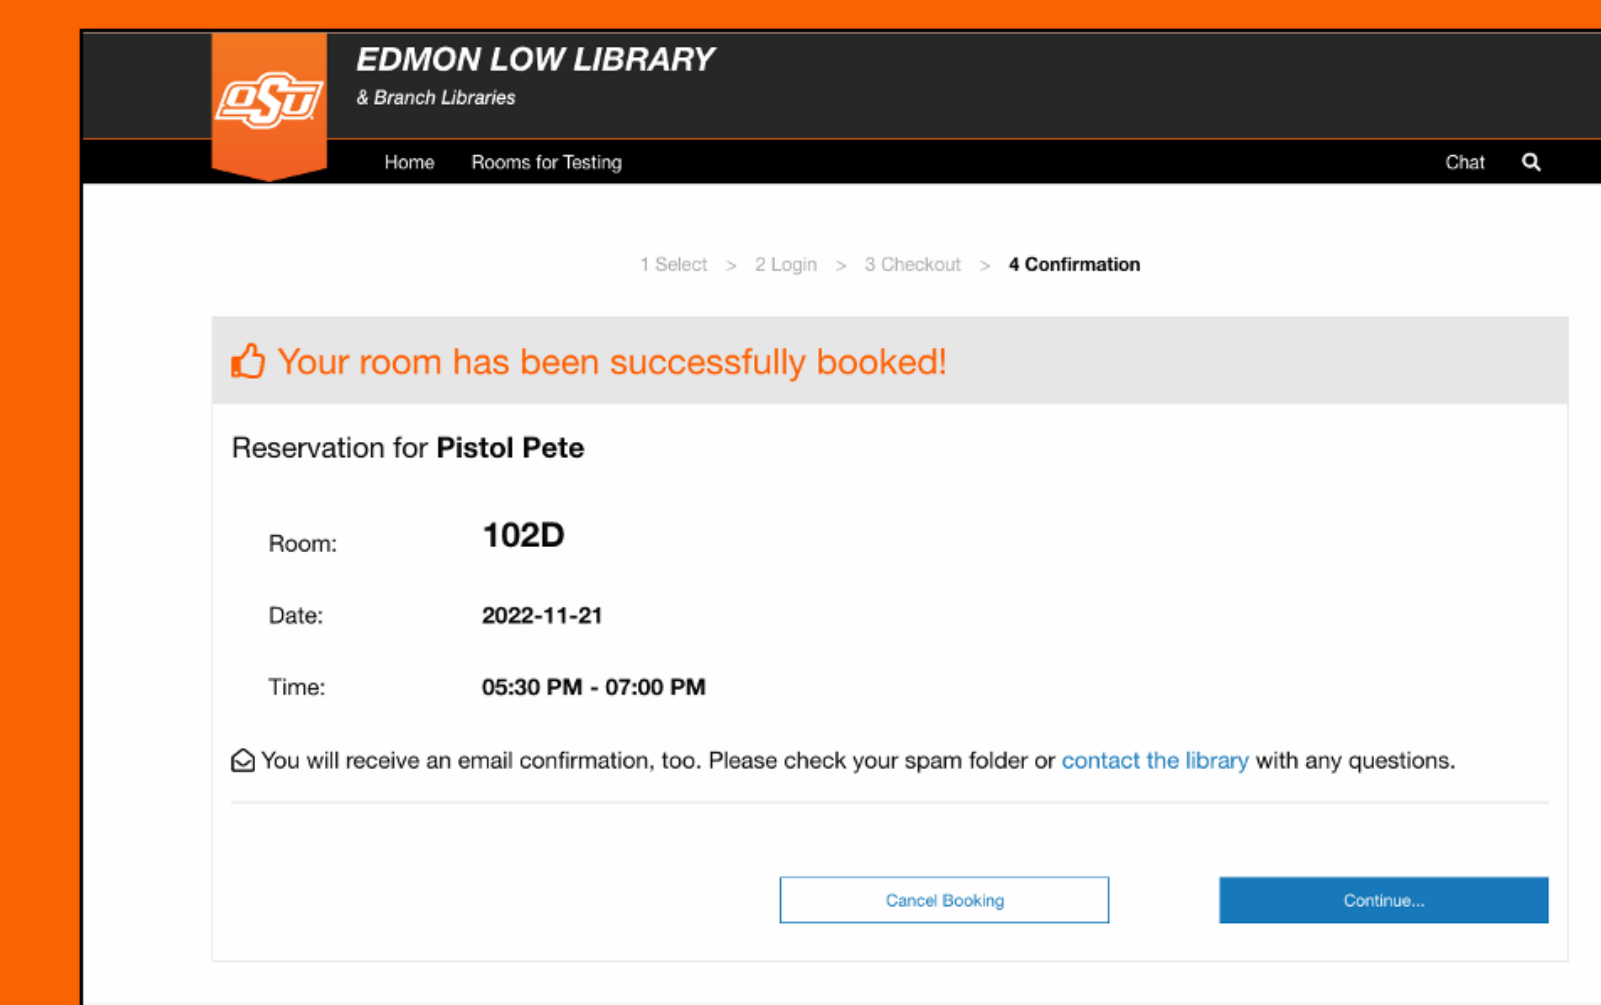 EDMON LOW LIBRARY
& Branch Libraries
OSU
Home Rooms for Testing Chat
1 Select > 2 Login > 3 Checkout > 4 Confirmation
Your room has been successfully booked!
Reservation for Pistol Pete
Room: 102D
Date: 2022-11-21
Time: 05:30 PM - 07:00 PM
You will receive an email confirmation, too. Please check your spam folder or contact the library with any questions.
Cancel Booking Continue...